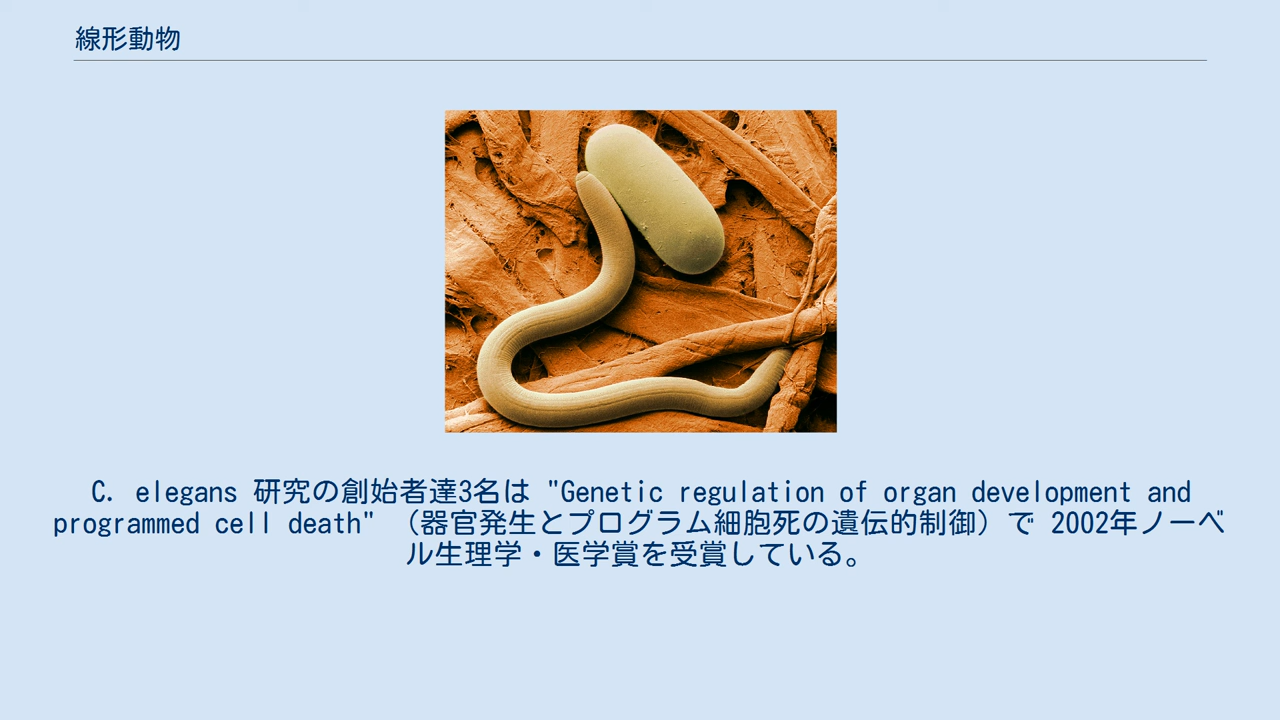 線形動物
C. elegans 研究の創始者達3名は "Genetic regulation of organ development and
programmed cell death" （器官発生とプログラム細胞死の遺伝的制御）で 2002年ノーベ
ル生理学・医学賞を受賞している。